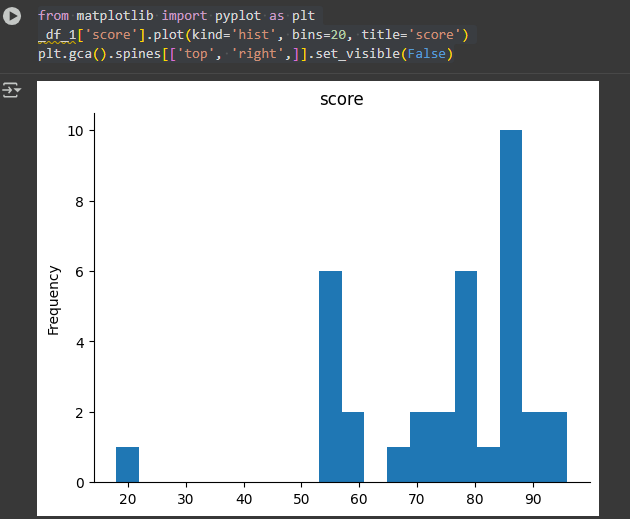 from matplotlib import pyplot as plt
_df_1['score'].plot(kind='hist', bins=20, title='score')
plt.gca().spines[['top', 'right',]].set_visible(False)
score
10
8
6
4
2
0
Frequency
20 30 40 50 60 70 80 90